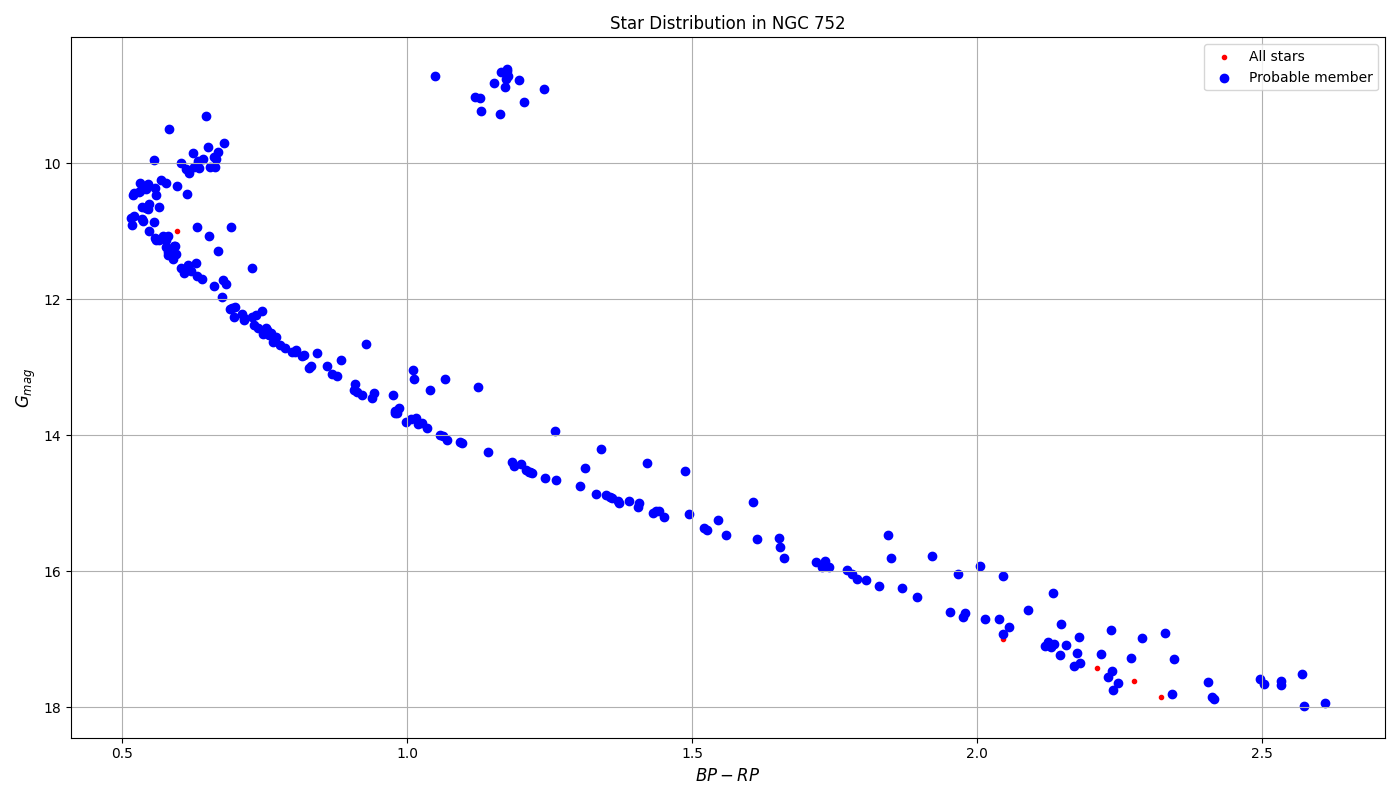 Star Distribution in NGC 752
All stars
Probable member
10
12
14
16
18
G_mag
0.5 1.0 1.5 2.0 2.5
BP − RP